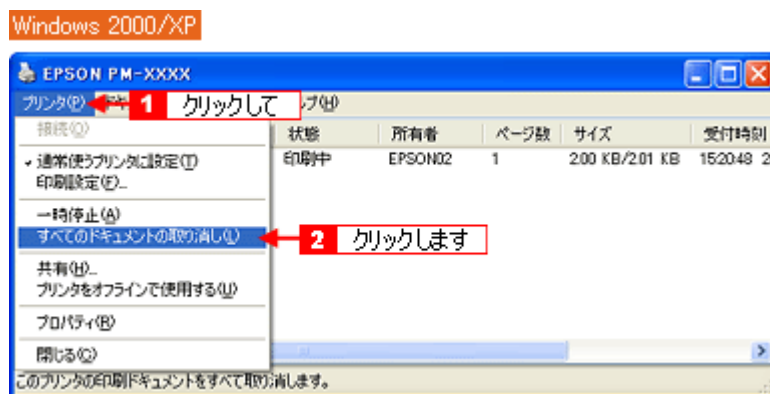 Windows 2000/XP
EPSON PM-XXXX
プリンタ(P)
1 クリックして
ルプ(H)
接続(O)
状態 所有者 ページ数 サイズ 受付時刻
通常使うプリンタに設定(T)
印刷中 EPSON02 1 2.00 KB/2.01 KB 15:20:48 2
印刷設定(F)...
一時停止(A)
すべてのドキュメントの取り消し(L)
2 クリックします
共有(H)...
プリンタをオフラインで使用する(U)
プロパティ(R)
閉じる(C)
このプリンタの印刷ドキュメントをすべて取り消します。